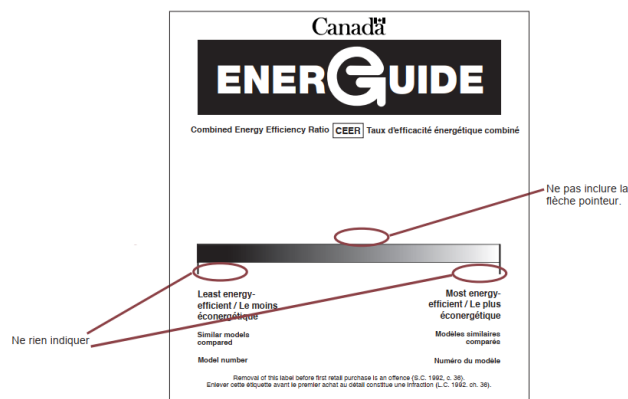 Canada
ENERGUIDE
Combined Energy Efficiency Ratio CEER Taux d'efficacité énergétique combiné
Ne pas inclure la
flèche pointeur.
Least energy-
efficient / Le moins
éconergétique
Most energy-
efficient / Le plus
éconergétique
Similar models
compared
Modèles similaires
comparés
Ne rien indiquer
Model number
Numéro du modèle
Removal of this label before first retail purchase is an offence (S.C. 1992, c. 36).
Enlever cette étiquette avant le premier achat au détail constitue une infraction (L.C. 1992. ch. 36).